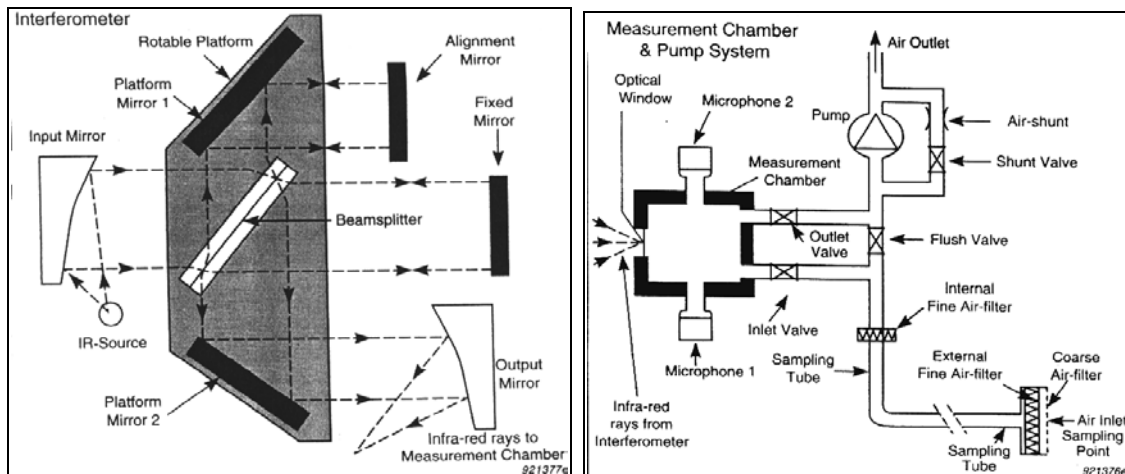 Interferometer
Rotable Platform
Platform
Mirror 1
Input Mirror
Alignment
Mirror
Fixed
Mirror
Beamsplitter
IR-Source
Platform
Mirror 2
Output
Mirror
Infra-red rays to
Measurement Chamber
921377e
Measurement Chamber
& Pump System
Air Outlet
Optical
Window
Microphone 2
Pump
Air-shunt
Shunt Valve
Measurement
Chamber
Outlet
Valve
Flush Valve
Inlet Valve
Internal
Fine Air-filter
Microphone 1
Sampling
Tube
External
Fine Air-filter
Coarse
Air-filter
Infra-red
rays from
Interferometer
Air Inlet
Sampling
Point
Sampling
Tube
921376e